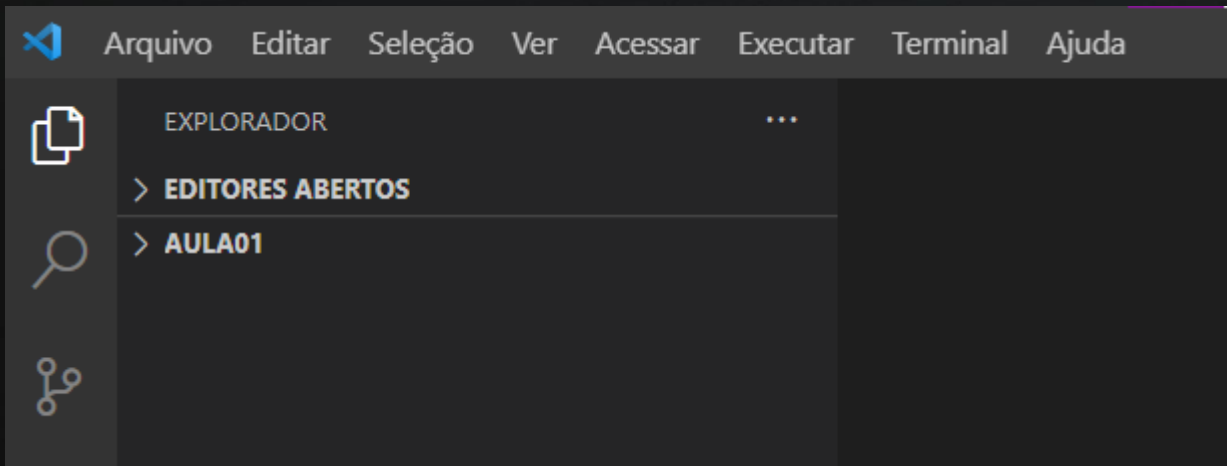 Arquivo Editar Seleção Ver Acessar Executar Terminal Ajuda
EXPLORADOR
EDITORES ABERTOS
AULA01